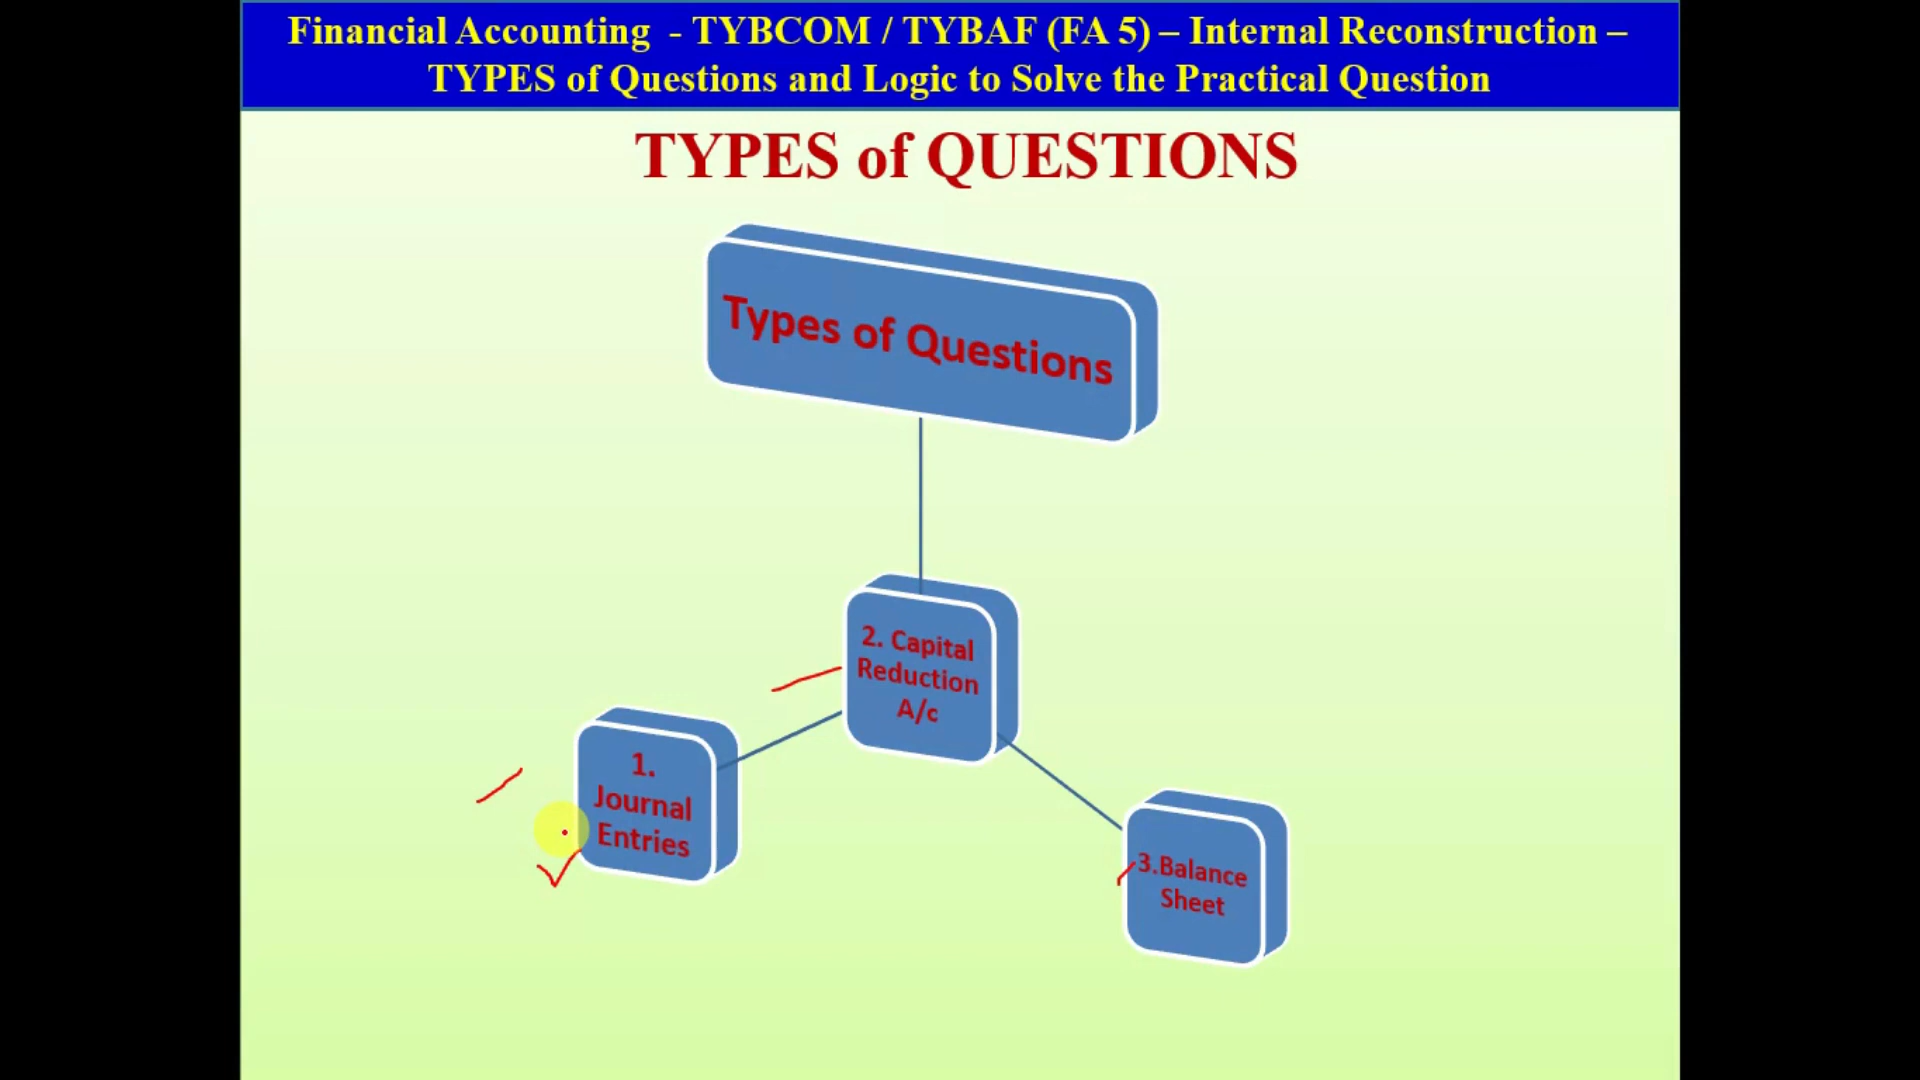 Financial Accounting - TYBCOM / TYBAF (FA 5) – Internal Reconstruction –
TYPES of Questions and Logic to Solve the Practical Question
TYPES of QUESTIONS
Types of Questions
2. Capital
Reduction
A/c
1.
Journal
Entries
3.Balance
Sheet